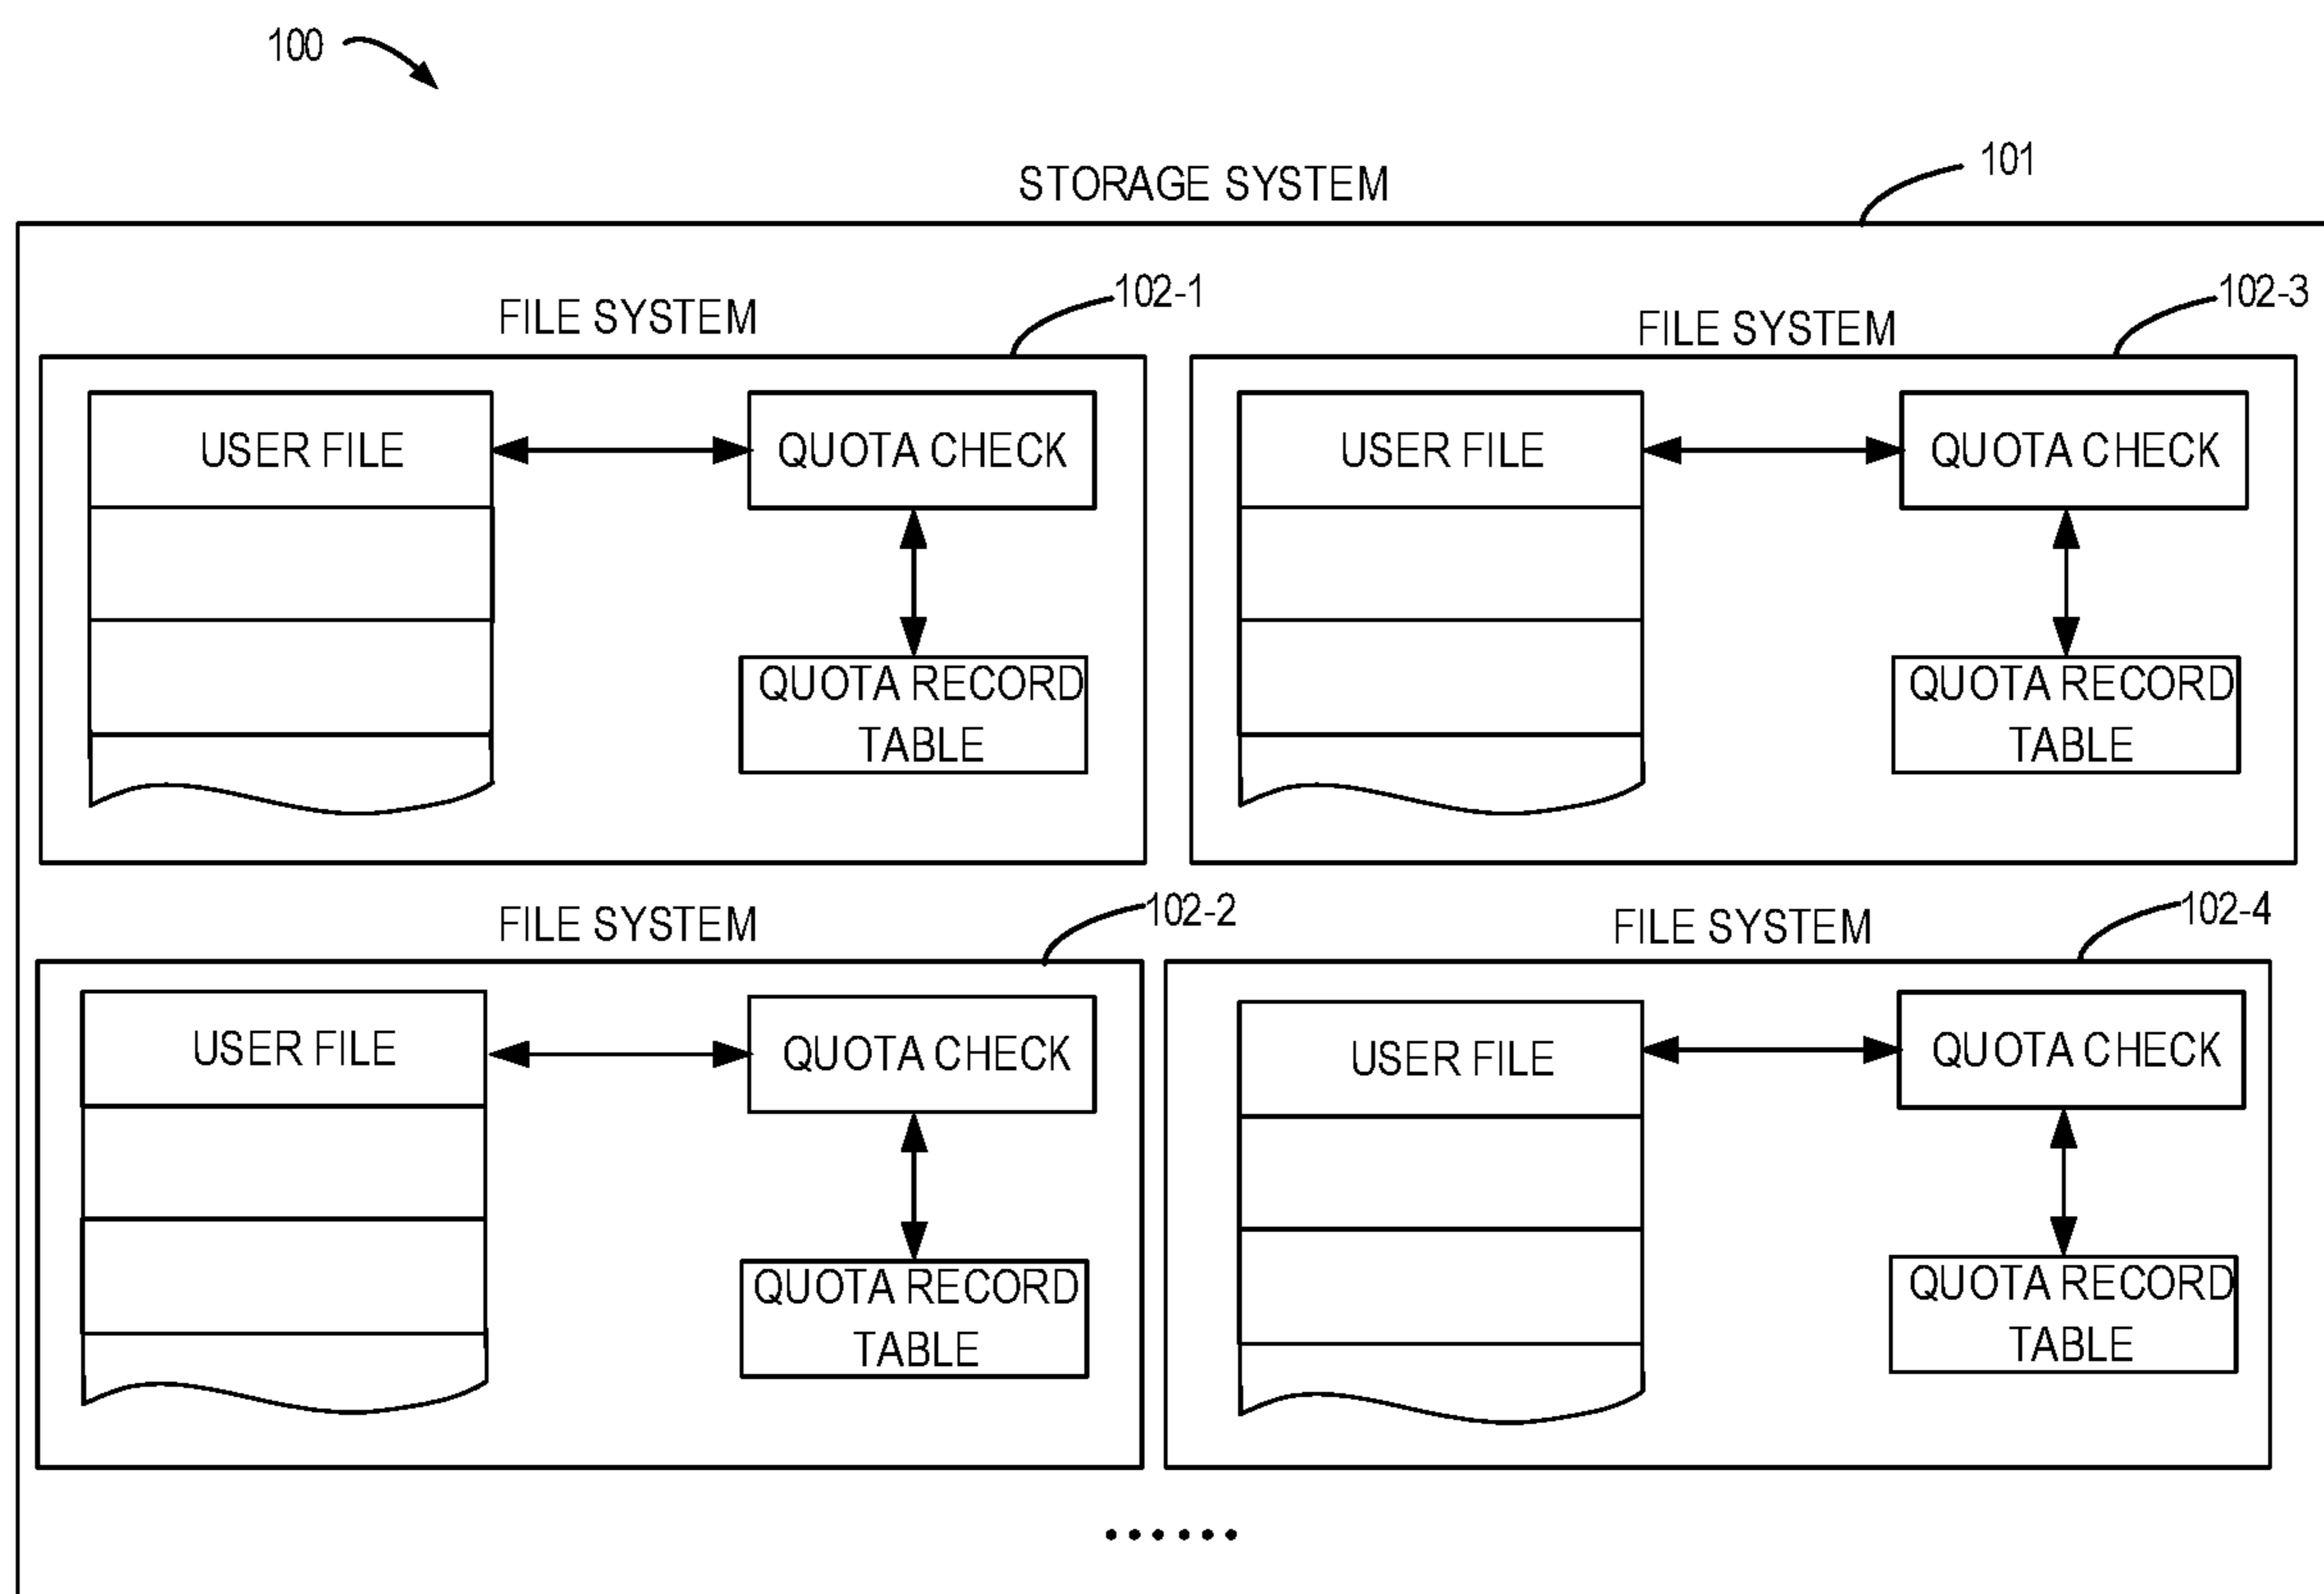 100
101
STORAGE SYSTEM
102-1
102-3
FILE SYSTEM
FILE SYSTEM
USER FILE
QUOTA CHECK
USER FILE
QUOTA CHECK
QUOTA RECORD
TABLE
QUOTA RECORD
TABLE
102-2
102-4
FILE SYSTEM
FILE SYSTEM
USER FILE
QUOTA CHECK
USER FILE
QUOTA CHECK
QUOTA RECORD
TABLE
QUOTA RECORD
TABLE
......